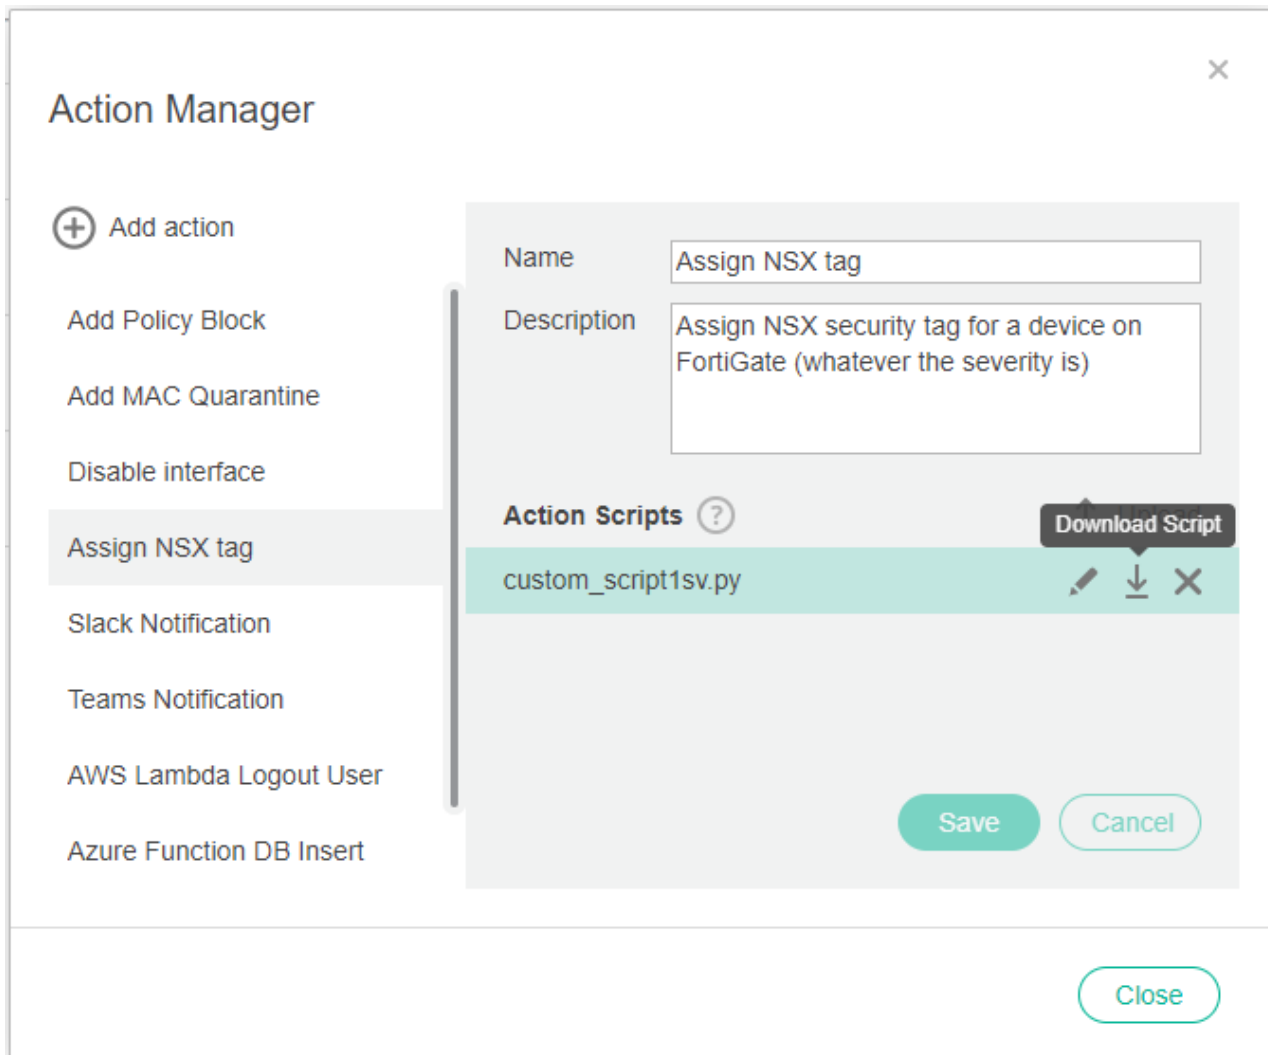 Action Manager
Add action
Add Policy Block
Add MAC Quarantine
Disable interface
Assign NSX tag
Slack Notification
Teams Notification
AWS Lambda Logout User
Azure Function DB Insert
Name
Assign NSX tag
Description
Assign NSX security tag for a device on
FortiGate (whatever the severity is)
Action Scripts ?
Upload
Download Script
custom_script1sv.py
Save
Cancel
Close